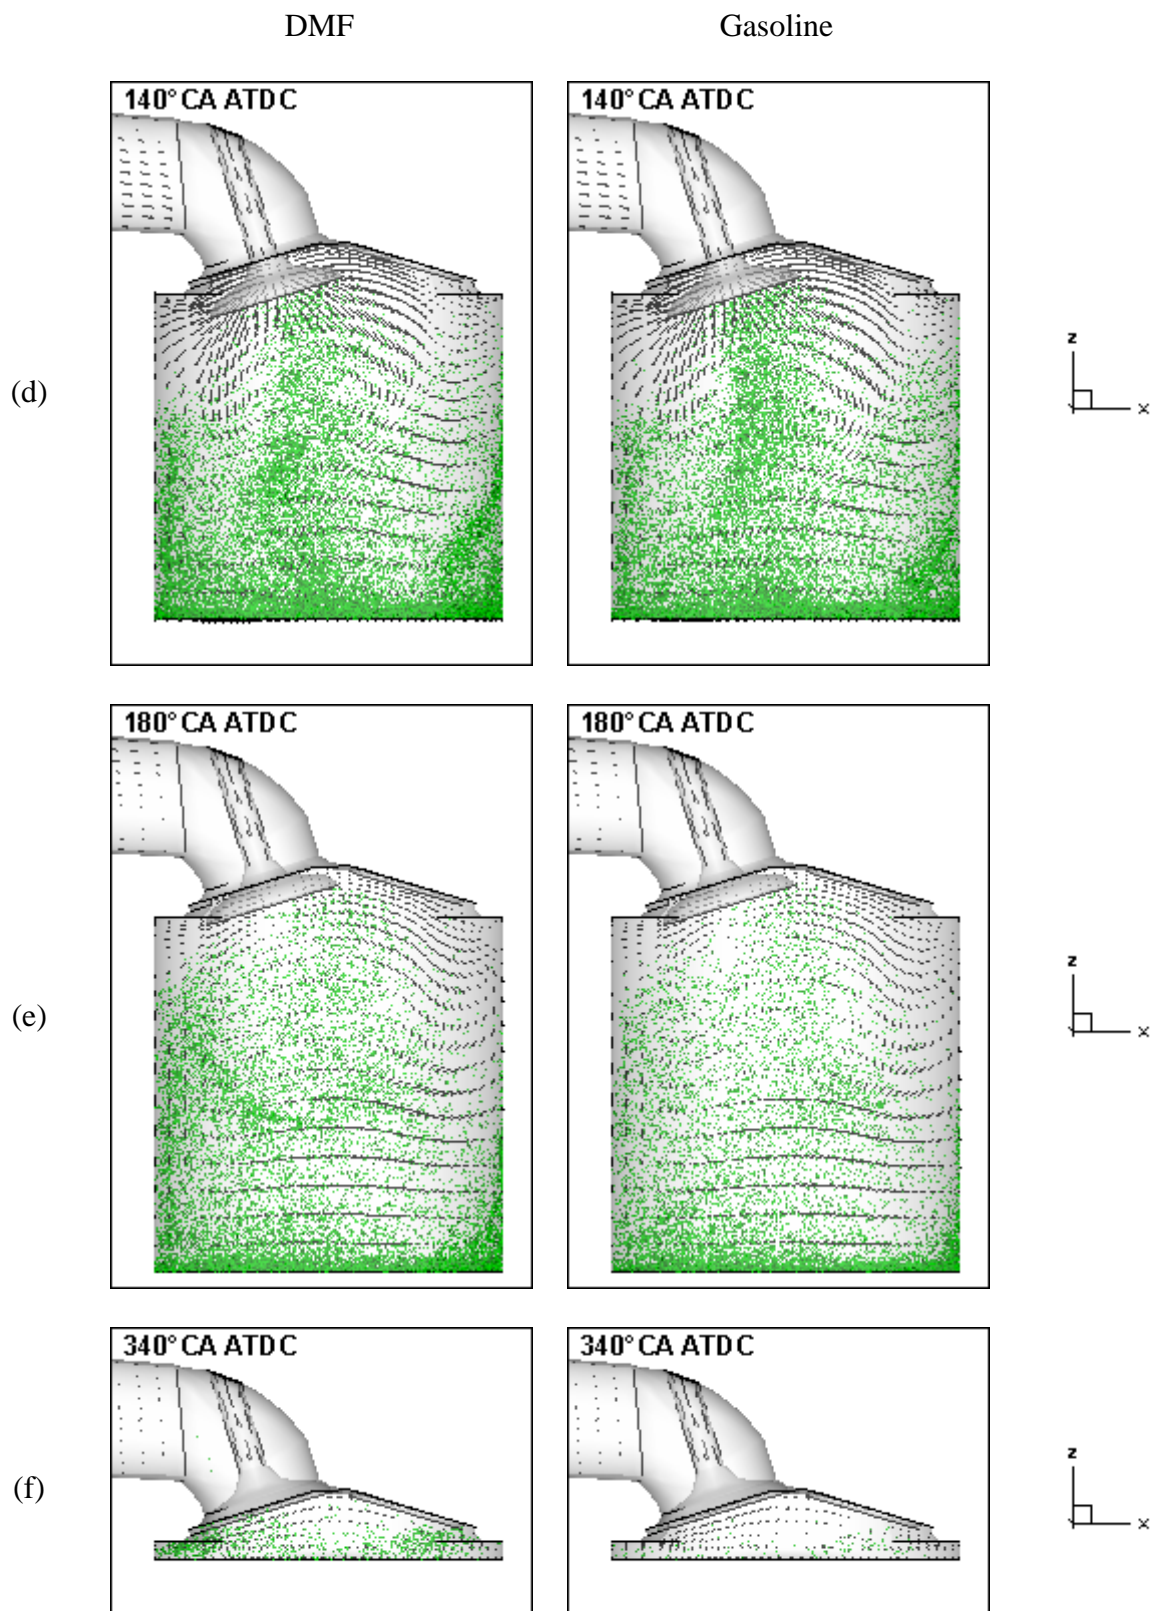 DMF Gasoline
140° CA ATDC 140° CA ATDC
z
x
(d)
180° CA ATDC 180° CA ATDC
z
x
(e)
340° CA ATDC 340° CA ATDC
z
x
(f)